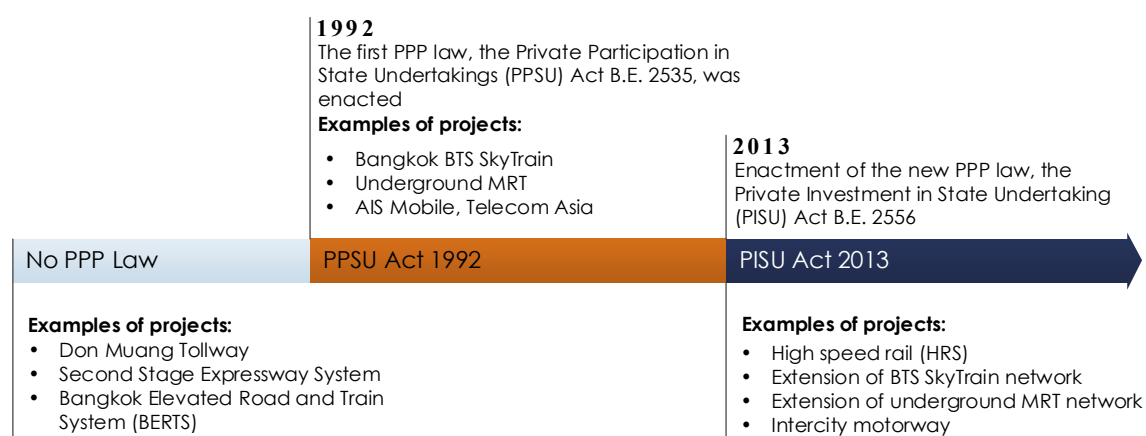 1992
The first PPP law, the Private Participation in
State Undertakings (PPSU) Act B.E. 2535, was
enacted
Examples of projects:
• Bangkok BTS SkyTrain
• Underground MRT
• AIS Mobile, Telecom Asia
2013
Enactment of the new PPP law, the
Private Investment in State Undertaking
(PISU) Act B.E. 2556
No PPP Law
PPSU Act 1992
PISU Act 2013
Examples of projects:
• Don Muang Tollway
• Second Stage Expressway System
• Bangkok Elevated Road and Train
System (BERTS)
Examples of projects:
• High speed rail (HRS)
• Extension of BTS SkyTrain network
• Extension of underground MRT network
• Intercity motorway